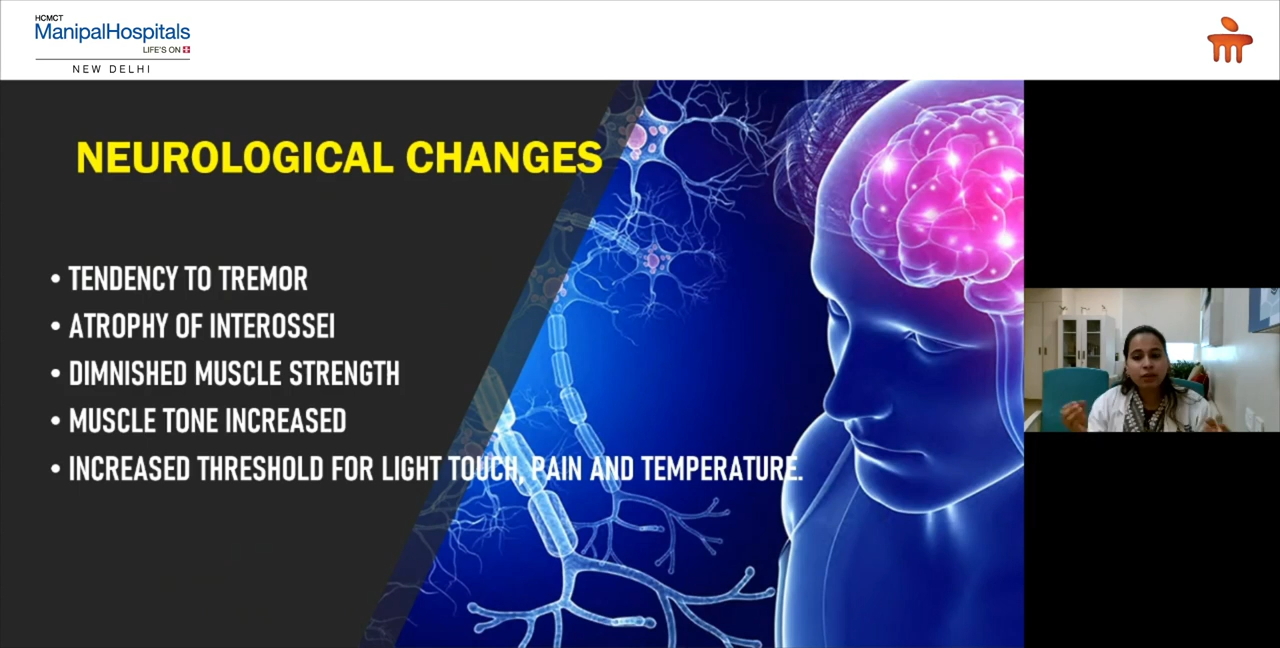 HCMCT
ManipalHospitals
LIFE'S ON
NEW DELHI
NEUROLOGICAL CHANGES
• TENDENCY TO TREMOR
• ATROPHY OF INTEROSSEI
• DIMNISHED MUSCLE STRENGTH
• MUSCLE TONE INCREASED
• INCREASED THRESHOLD FOR LIGHT TOUCH, PAIN AND TEMPERATURE.